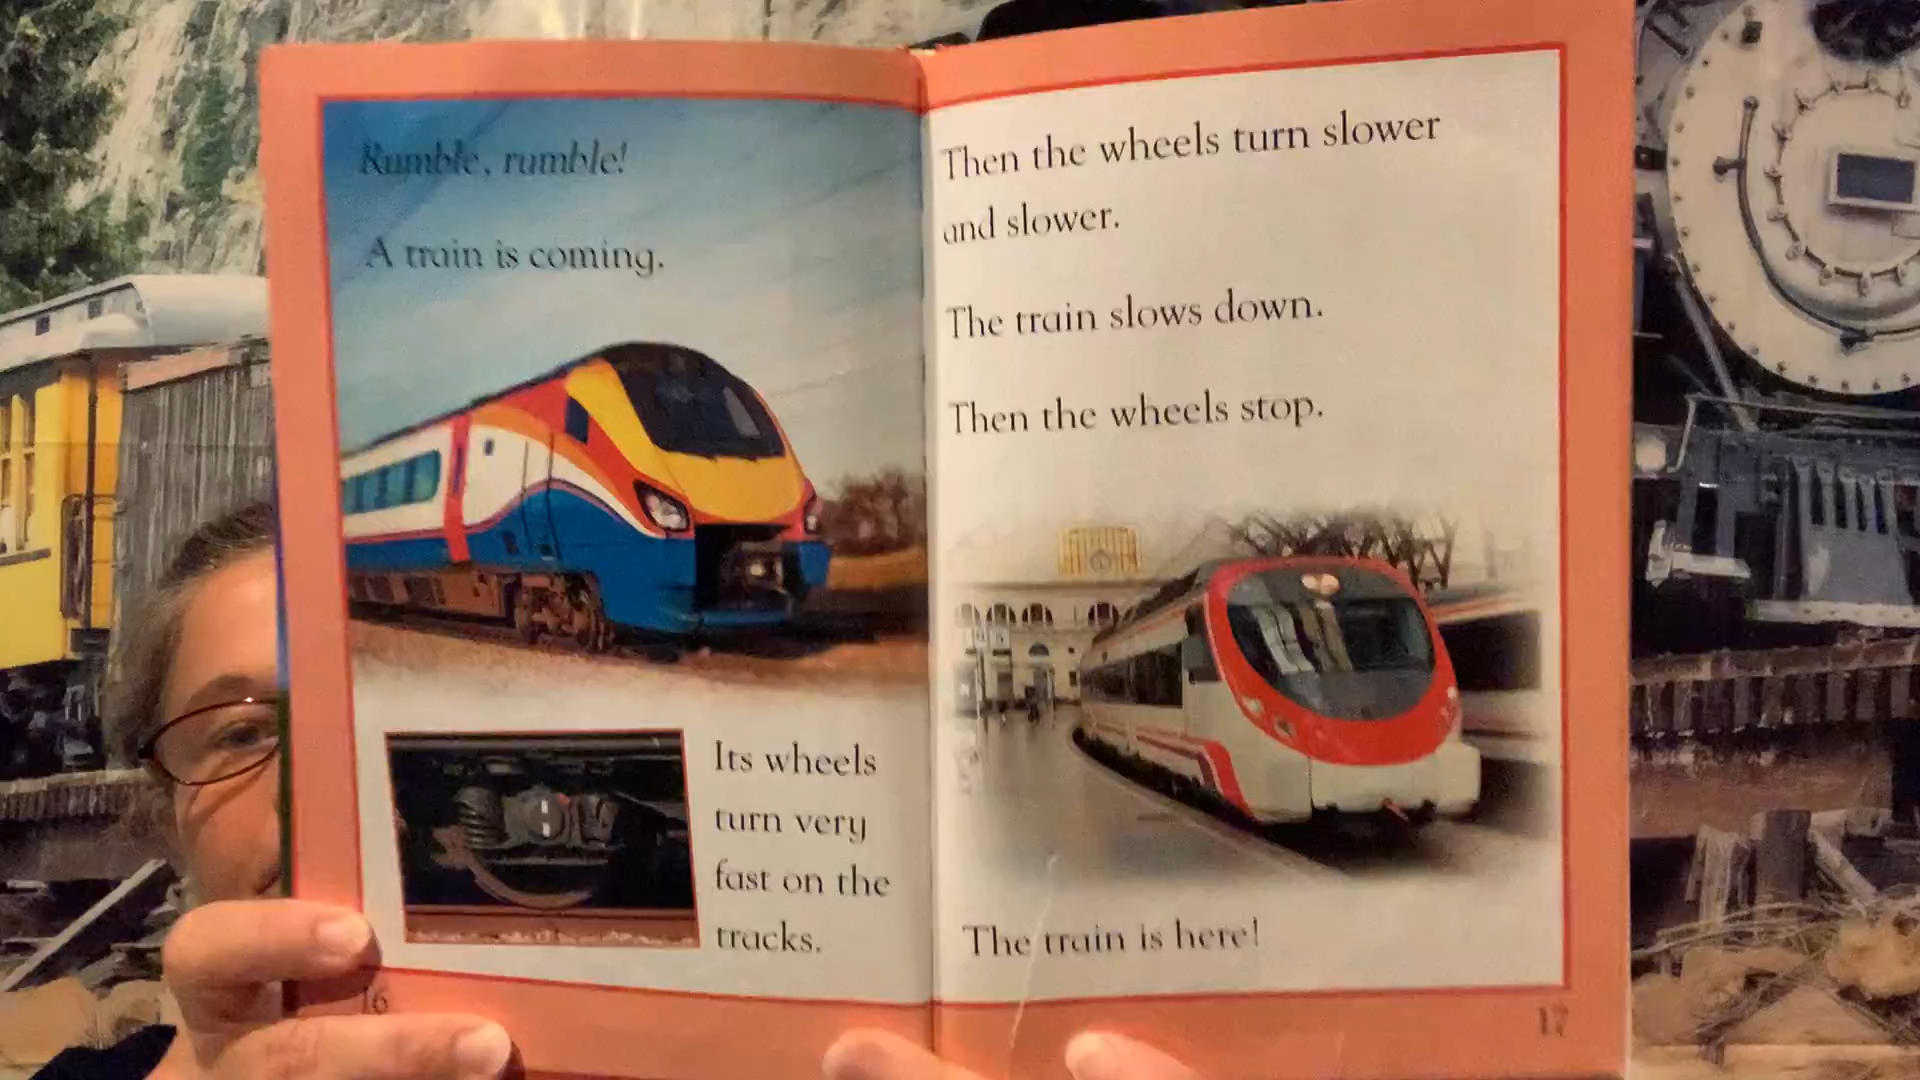 Rumble, rumble!
A train is coming.
Its wheels
turn very
fast on the
tracks.
16
Then the wheels turn slower
and slower.
The train slows down.
Then the wheels stop.
The train is here!
17